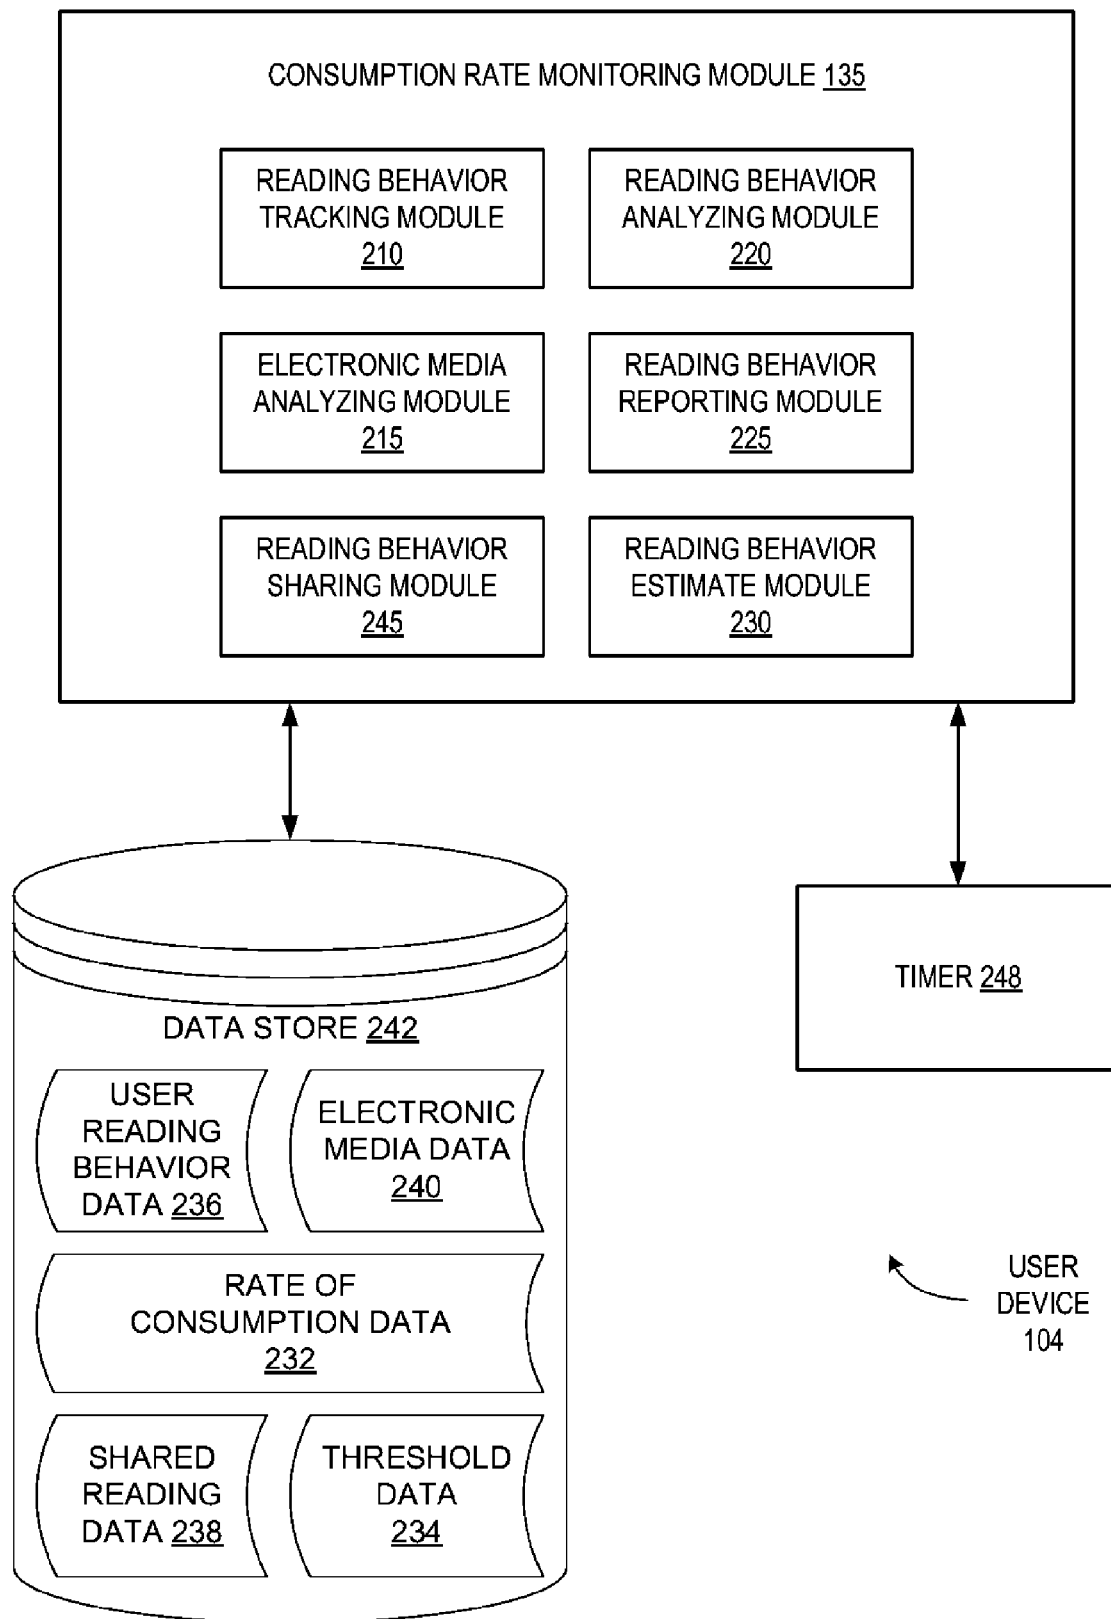 CONSUMPTION RATE MONITORING MODULE 135
READING BEHAVIOR
TRACKING MODULE
210
READING BEHAVIOR
ANALYZING MODULE
220
ELECTRONIC MEDIA
ANALYZING MODULE
215
READING BEHAVIOR
REPORTING MODULE
225
READING BEHAVIOR
SHARING MODULE
245
READING BEHAVIOR
ESTIMATE MODULE
230
DATA STORE 242
USER
READING
BEHAVIOR
DATA 236
ELECTRONIC
MEDIA DATA
240
RATE OF
CONSUMPTION DATA
232
SHARED
READING
DATA 238
THRESHOLD
DATA
234
TIMER 248
USER
DEVICE
104